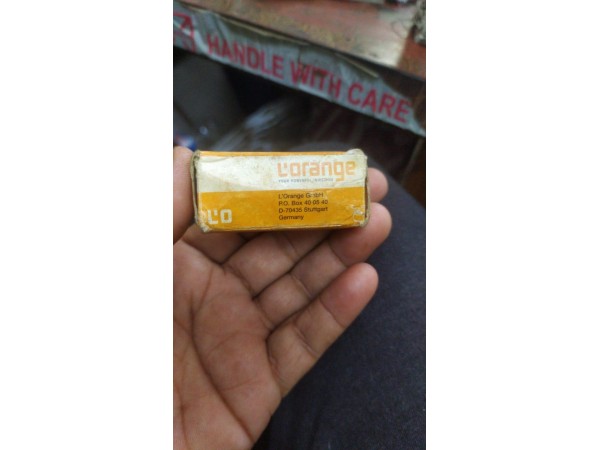 HANDLE WITH CARE
L'orange
L'O
L'Orange GmbH
P.O. Box 40 05 40
D-70435 Stuttgart
Germany